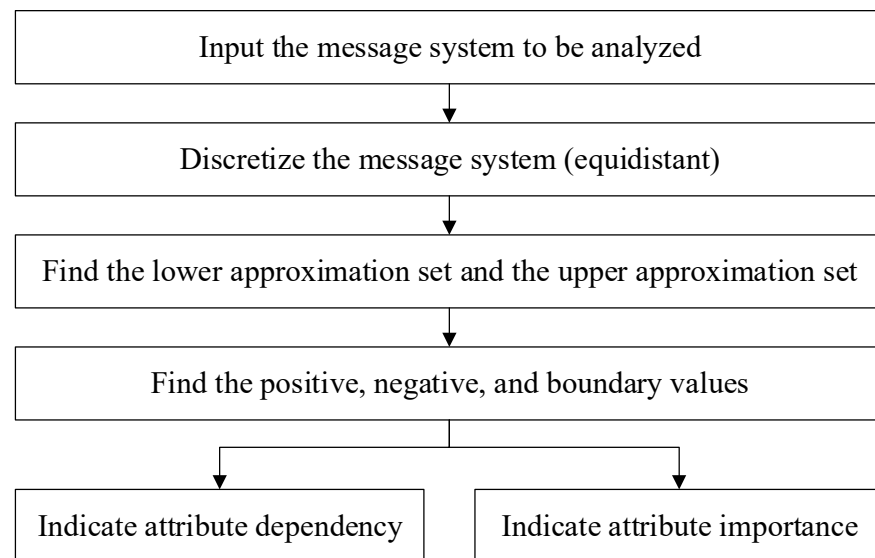 Input the message system to be analyzed
Discretize the message system (equidistant)
Find the lower approximation set and the upper approximation set
Find the positive, negative, and boundary values
Indicate attribute dependency
Indicate attribute importance